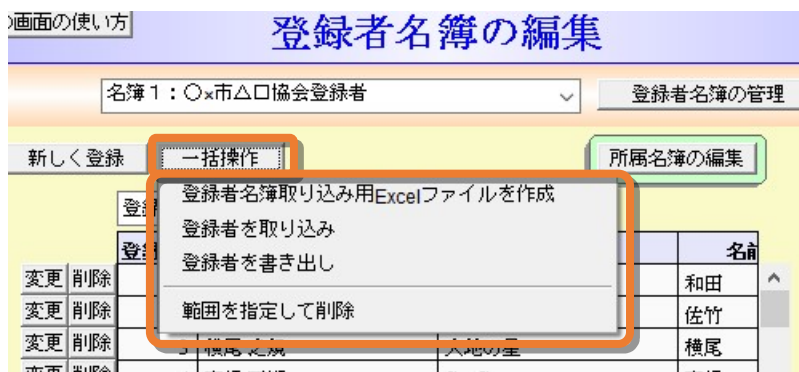 画面の使い方
登録者名簿の編集
名簿1：○×市△口協会登録者
登録者名簿の管理
新しく登録
一括操作
所属名簿の編集
登録者名簿取り込み用Excelファイルを作成
登録者を取り込み
登録者を書き出し
範囲を指定して削除
名前
変更 削除 和田
変更 削除 佐竹
変更 削除 横尾
変更 削除